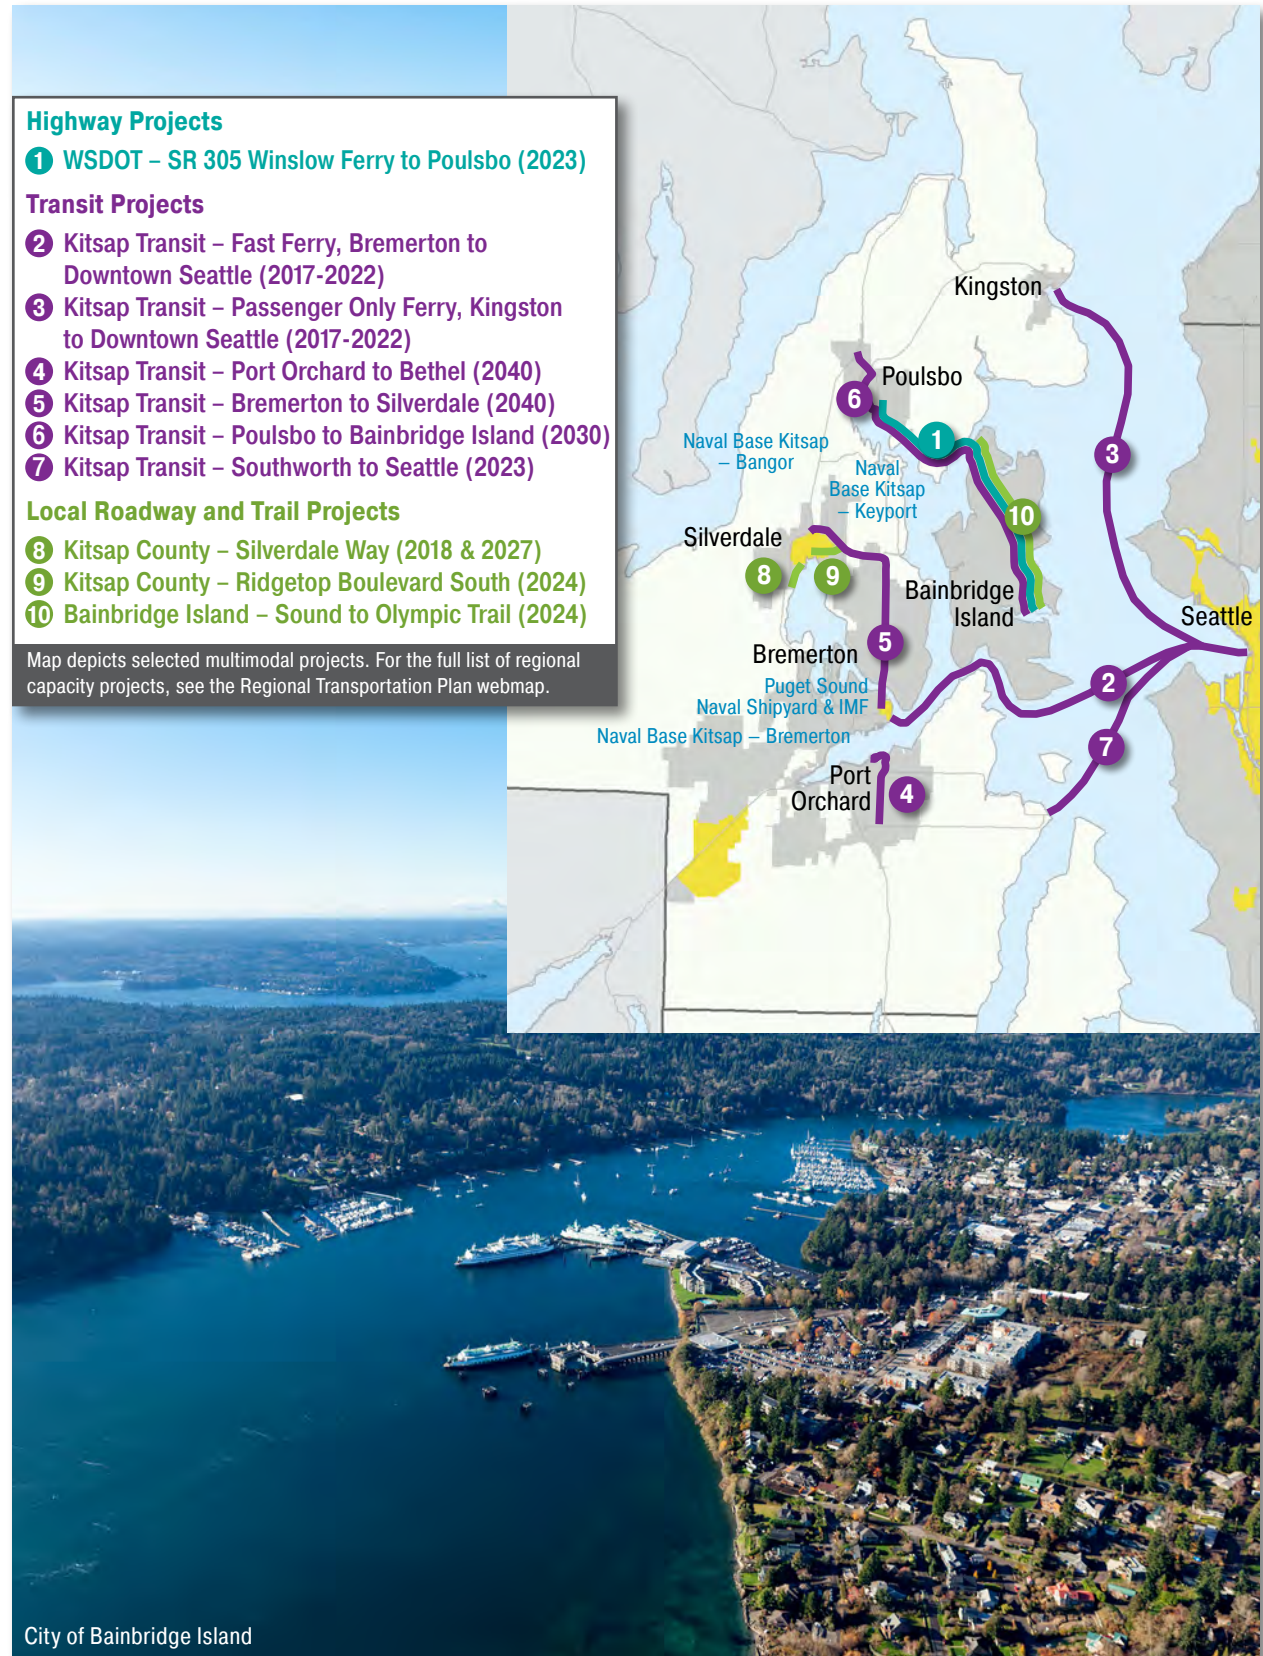 Highway Projects
1 WSDOT – SR 305 Winslow Ferry to Poulsbo (2023)
Transit Projects
2 Kitsap Transit – Fast Ferry, Bremerton to
Downtown Seattle (2017-2022)
3 Kitsap Transit – Passenger Only Ferry, Kingston
to Downtown Seattle (2017-2022)
4 Kitsap Transit – Port Orchard to Bethel (2040)
5 Kitsap Transit – Bremerton to Silverdale (2040)
6 Kitsap Transit – Poulsbo to Bainbridge Island (2030)
7 Kitsap Transit – Southworth to Seattle (2023)
Local Roadway and Trail Projects
8 Kitsap County – Silverdale Way (2018 & 2027)
9 Kitsap County – Ridgetop Boulevard South (2024)
10 Bainbridge Island – Sound to Olympic Trail (2024)
Map depicts selected multimodal projects. For the full list of regional
capacity projects, see the Regional Transportation Plan webmap.
Kingston
Poulsbo
6
1
3
Naval Base Kitsap
– Bangor
Naval
Base Kitsap
– Keyport
10
Silverdale
8
9
Bainbridge
Island
Seattle
5
Bremerton
2
Puget Sound
Naval Shipyard & IMF
Naval Base Kitsap – Bremerton
7
Port
Orchard
4
City of Bainbridge Island